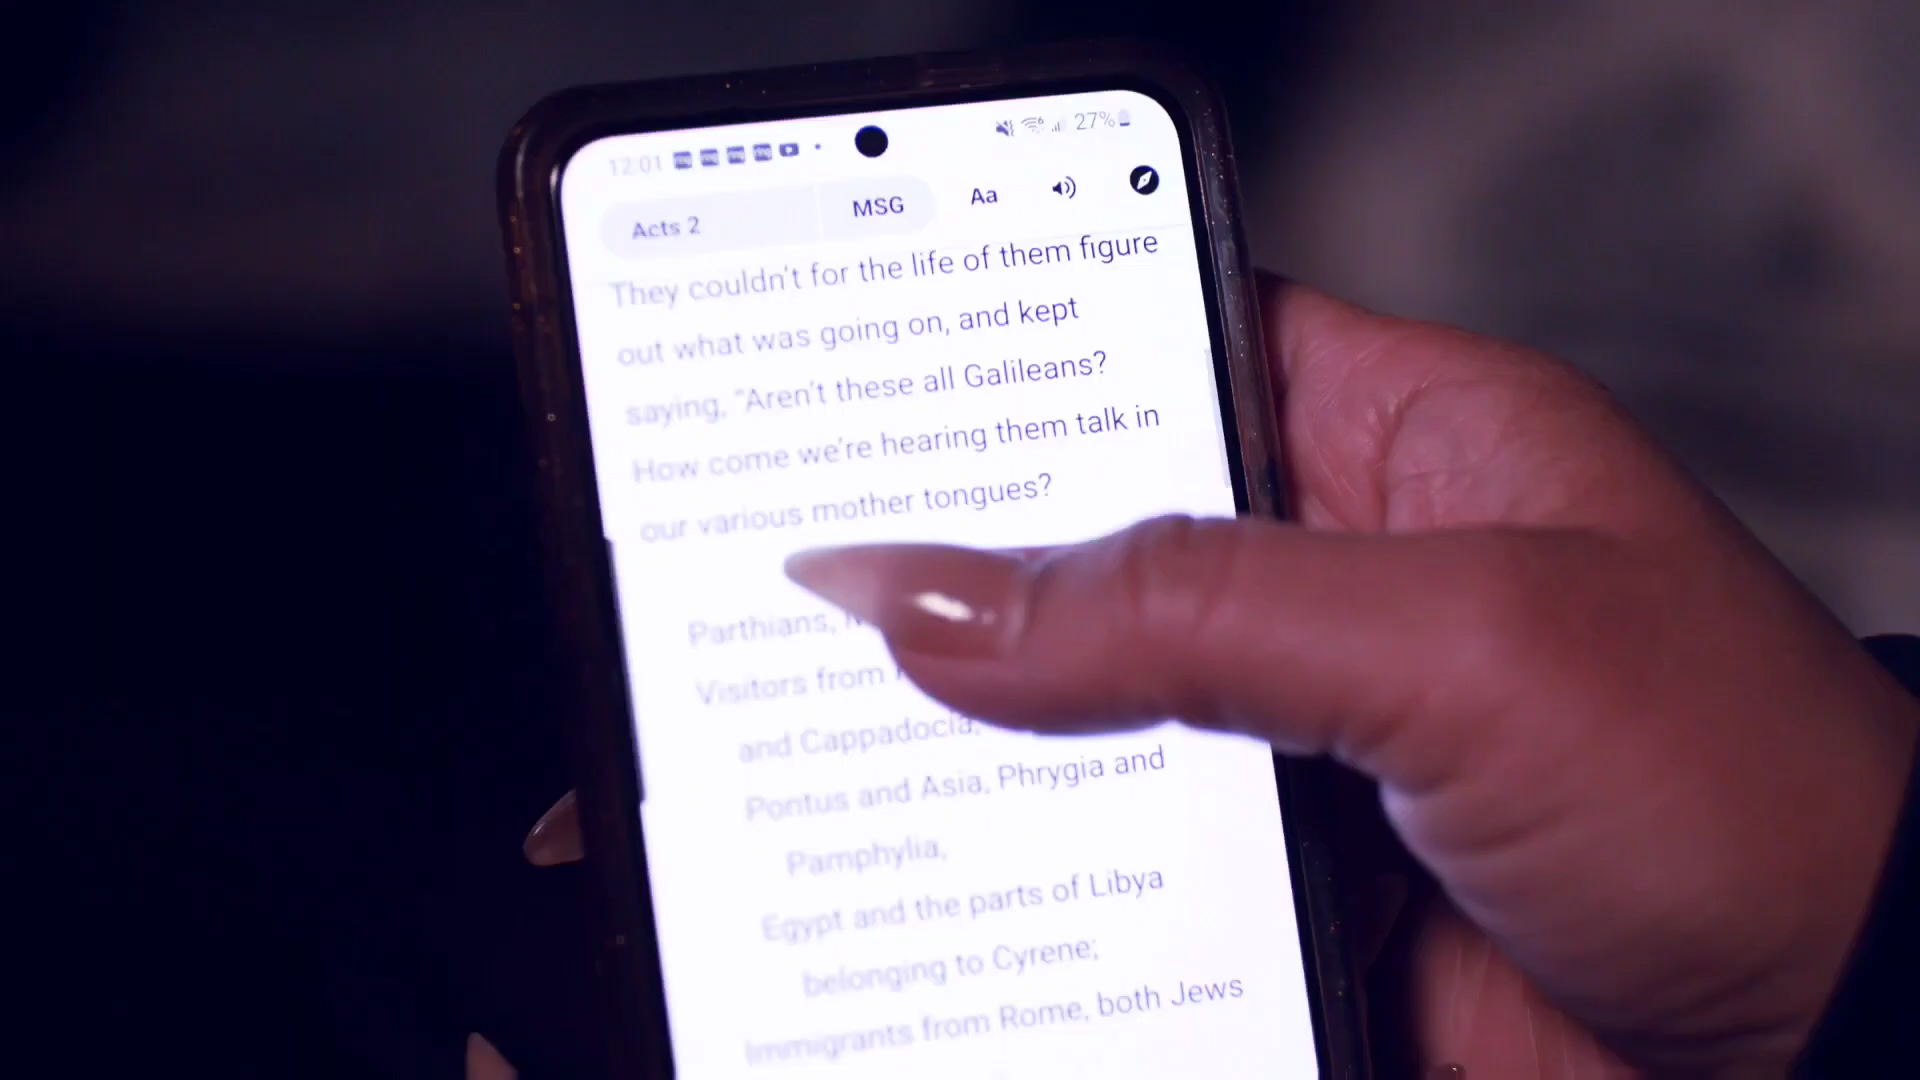 12:01
27%
Acts 2 MSG Aa
They couldn't for the life of them figure
out what was going on, and kept
saying, "Aren't these all Galileans?
How come we're hearing them talk in
our various mother tongues?
Parthians,
Visitors from
and Cappadocia,
Pontus and Asia, Phrygia and
Pamphylia,
Egypt and the parts of Libya
belonging to Cyrene;
Immigrants from Rome, both Jews